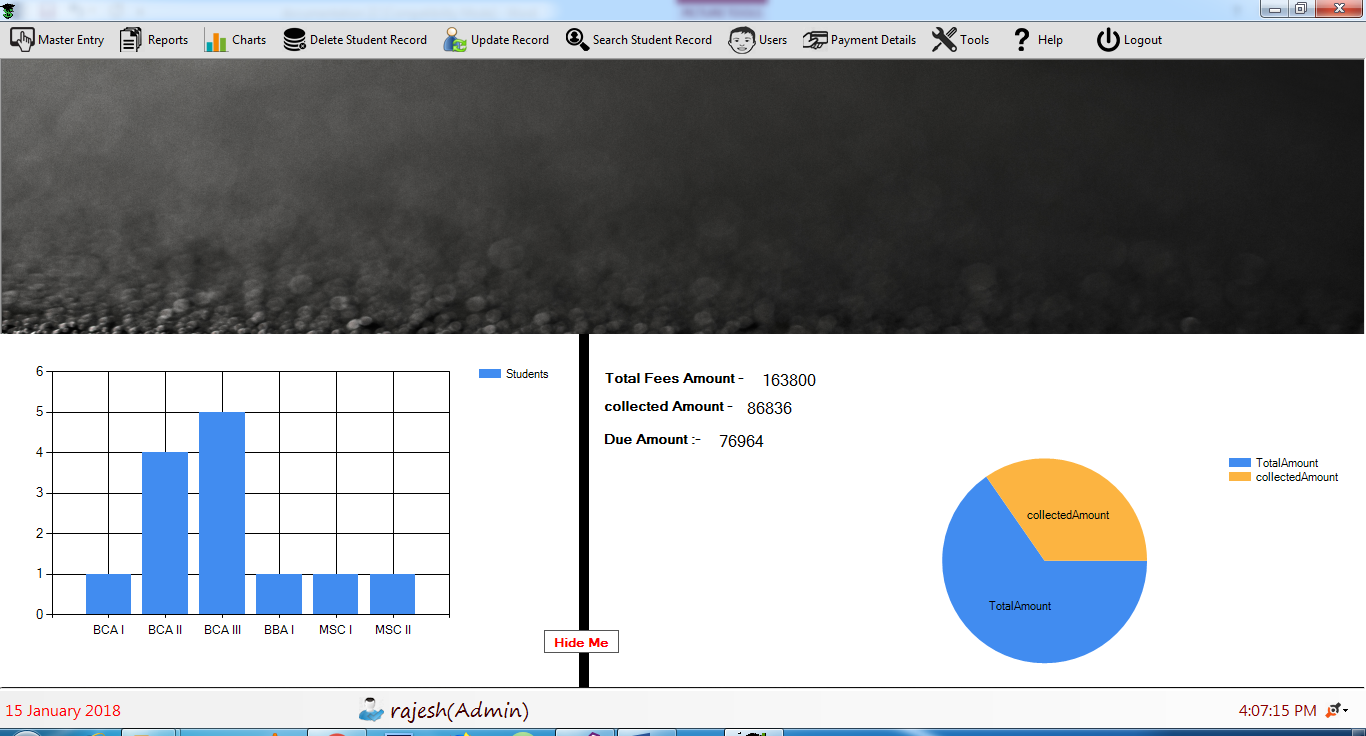 Master Entry Reports Charts Delete Student Record Update Record Search Student Record Users Payment Details Tools Help Logout
6
5
4
3
2
1
0
BCA I BCA II BCA III BBA I MSC I MSC II
Students
Hide Me
Total Fees Amount - 163800
collected Amount - 86836
Due Amount :- 76964
TotalAmount
collectedAmount
collectedAmount
TotalAmount
15 January 2018 rajesh(Admin) 4:07:15 PM